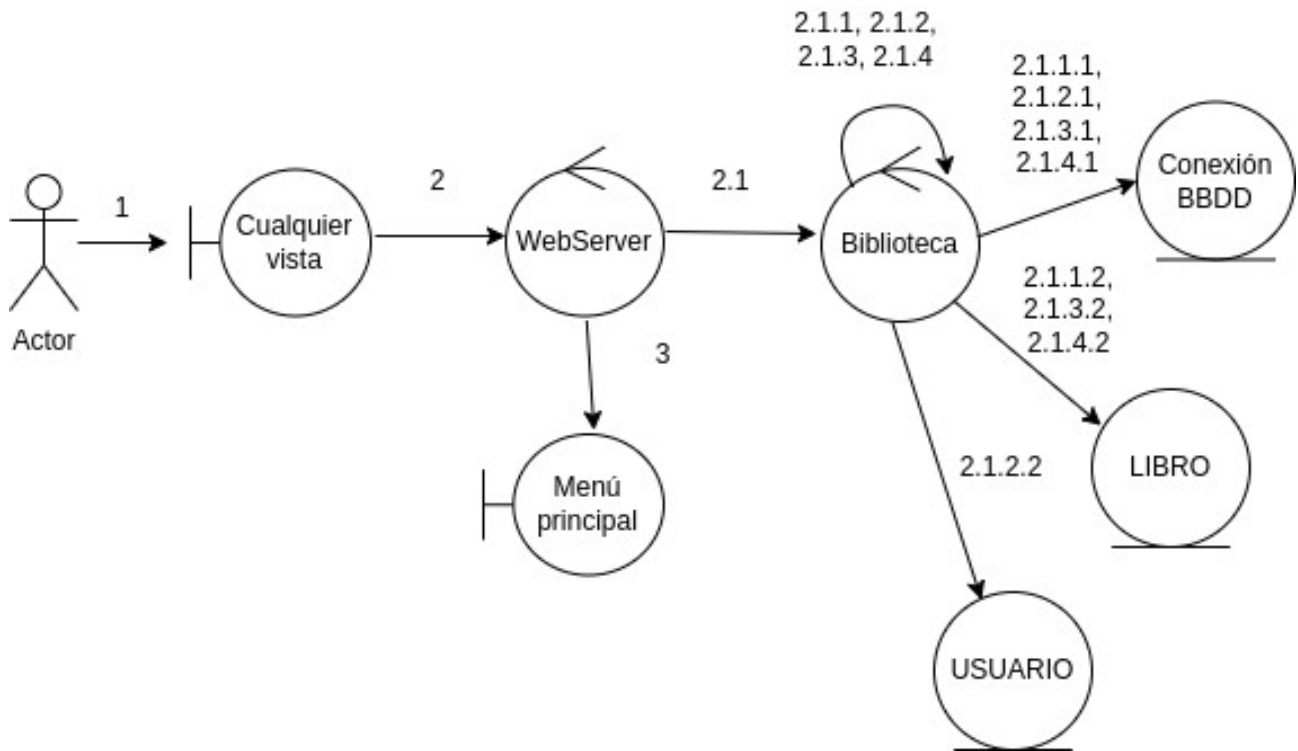 2.1.1, 2.1.2,
2.1.3, 2.1.4
2.1.1.1,
2.1.2.1,
2.1.3.1,
2.1.4.1
1
2
2.1
Cualquier
vista
WebServer
Biblioteca
Conexión
BBDD
Actor
3
2.1.1.2,
2.1.3.2,
2.1.4.2
Menú
principal
2.1.2.2
LIBRO
USUARIO